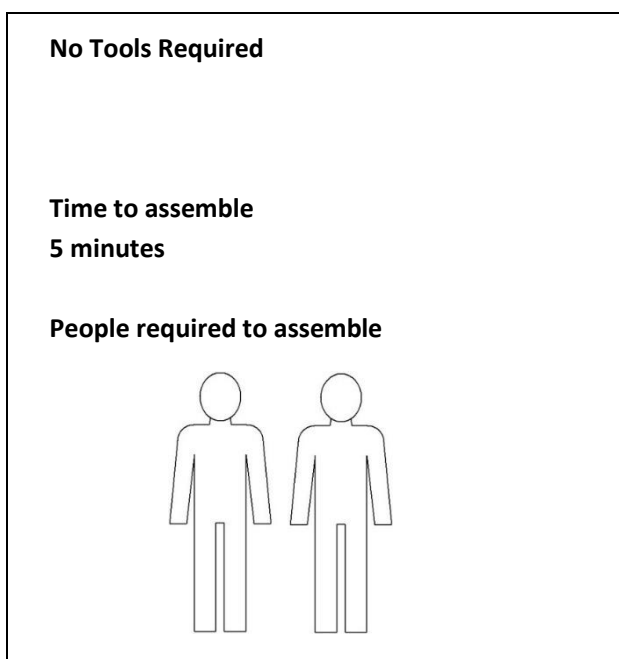 No Tools Required
Time to assemble
5 minutes
People required to assemble